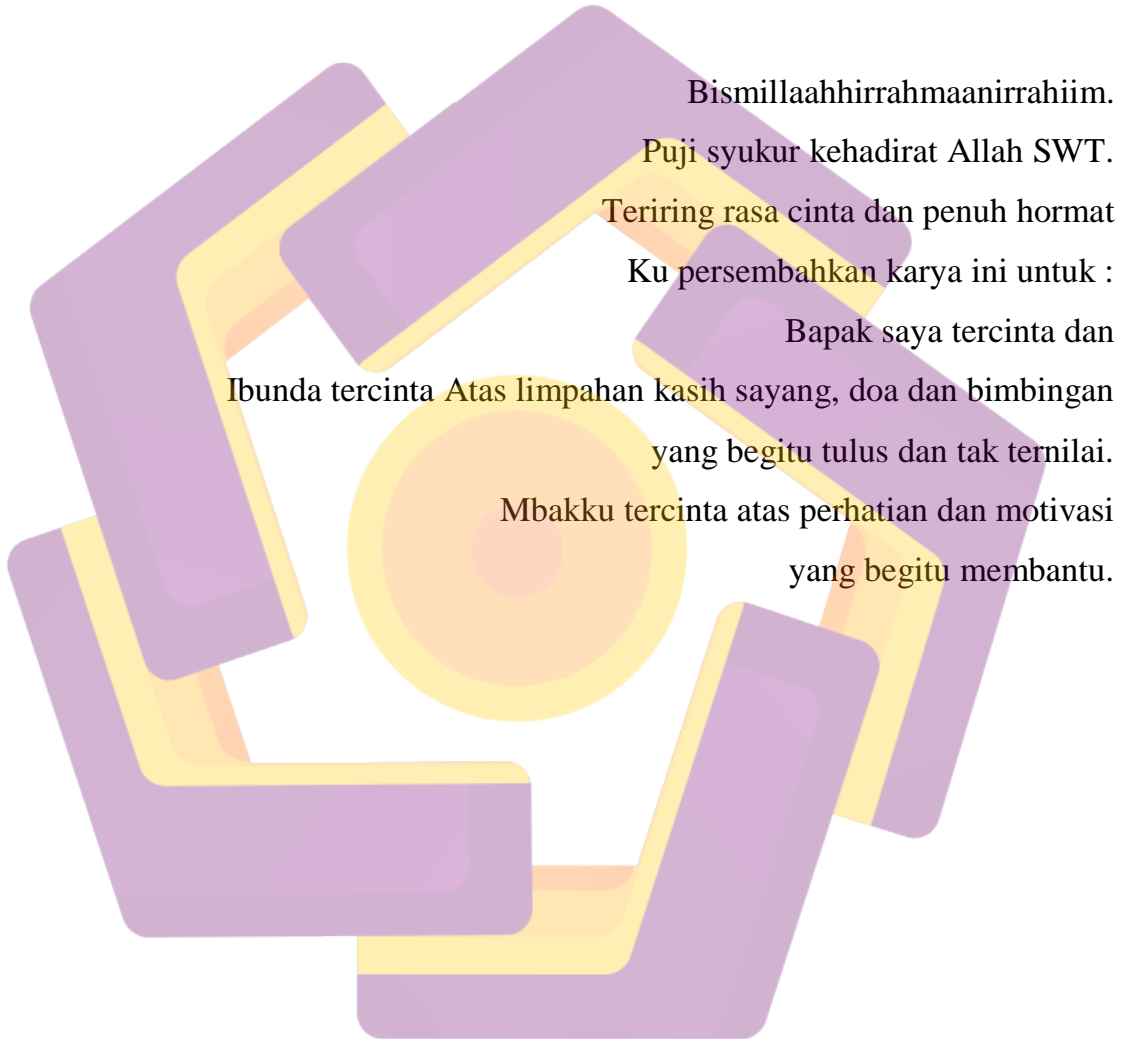 Bismillaahhirrahmaanirrahiim.
Puji syukur kehadirat Allah SWT.
Teriring rasa cinta dan penuh hormat
Ku persembahkan karya ini untuk :
Bapak saya tercinta dan
Ibunda tercinta Atas limpahan kasih sayang, doa dan bimbingan
yang begitu tulus dan tak ternilai.
Mbakku tercinta atas perhatian dan motivasi
yang begitu membantu.